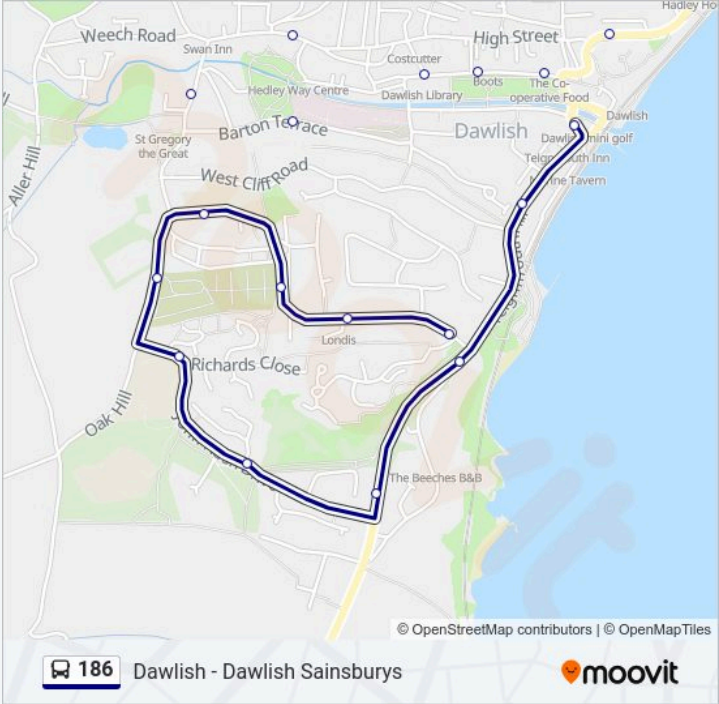 Hadley Ho
Weech Road
High Street
Swan Inn
Costcutter
Hedley Way Centre
Dawlish Library
Boots
The Co-
operative Food
Dawlish
Barton Terrace
St Gregory
the Great
Dawlish
Dawlish mini golf
Teignmouth Inn
Marine Tavern
Aller Hill
West Cliff Road
Londis
Richards Close
Oak Hill
The Beeches B&B
© OpenStreetMap contributors | © OpenMapTiles
186
Dawlish - Dawlish Sainsburys
moovit